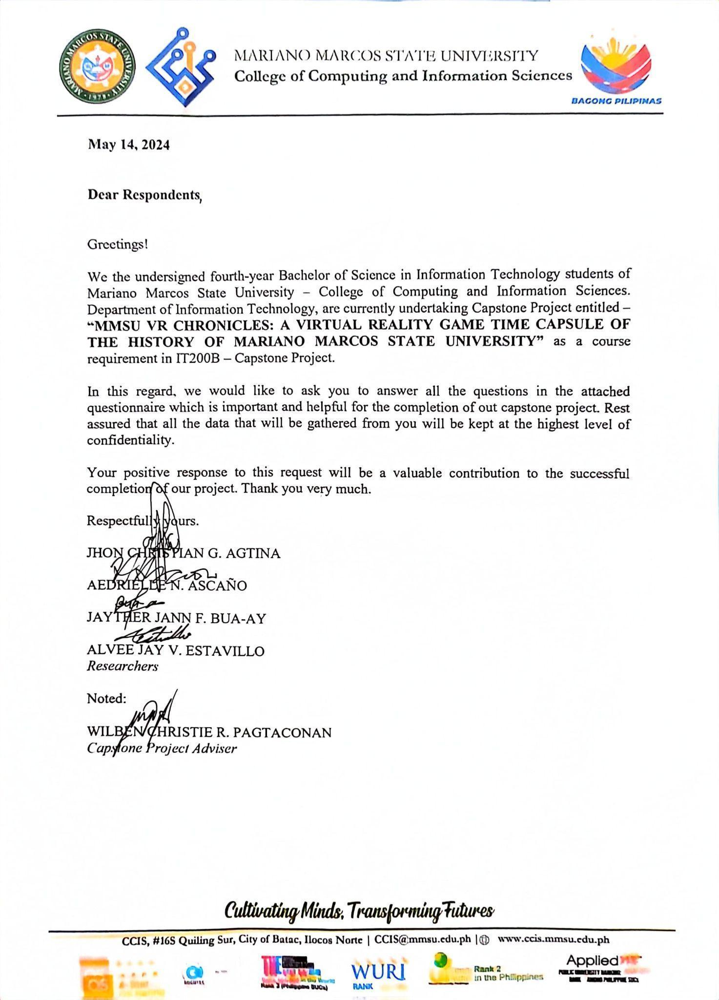 MARIANO MARCOS STATE UNIVERSITY
· 1978 ·
MARIANO MARCOS STATE UNIVERSITY
College of Computing and Information Sciences
BAGONG PILIPINAS
May 14, 2024
Dear Respondents,
Greetings!
We the undersigned fourth-year Bachelor of Science in Information Technology students of
Mariano Marcos State University – College of Computing and Information Sciences.
Department of Information Technology, are currently undertaking Capstone Project entitled –
“MMSU VR CHRONICLES: A VIRTUAL REALITY GAME TIME CAPSULE OF
THE HISTORY OF MARIANO MARCOS STATE UNIVERSITY” as a course
requirement in IT200B – Capstone Project.
In this regard, we would like to ask you to answer all the questions in the attached
questionnaire which is important and helpful for the completion of out capstone project. Rest
assured that all the data that will be gathered from you will be kept at the highest level of
confidentiality.
Your positive response to this request will be a valuable contribution to the successful
completion of our project. Thank you very much.
Respectfully yours.
JHON CHRISTIAN G. AGTINA
AEDRIELLE N. ASCAÑO
JAYTHER JANN F. BUA-AY
ALVEE JAY V. ESTAVILLO
Researchers
Noted:
WILBEN CHRISTIE R. PAGTACONAN
Capstone Project Adviser
Cultivating Minds, Transforming Futures
CCIS, #16S Quiling Sur, City of Batac, Ilocos Norte | CCIS@mmsu.edu.ph | www.ccis.mmsu.edu.ph
QS
THE
in the World
Rank 3 (Philippine SUCs)
WURI
RANK
Rank 2
in the Philippines
Applied